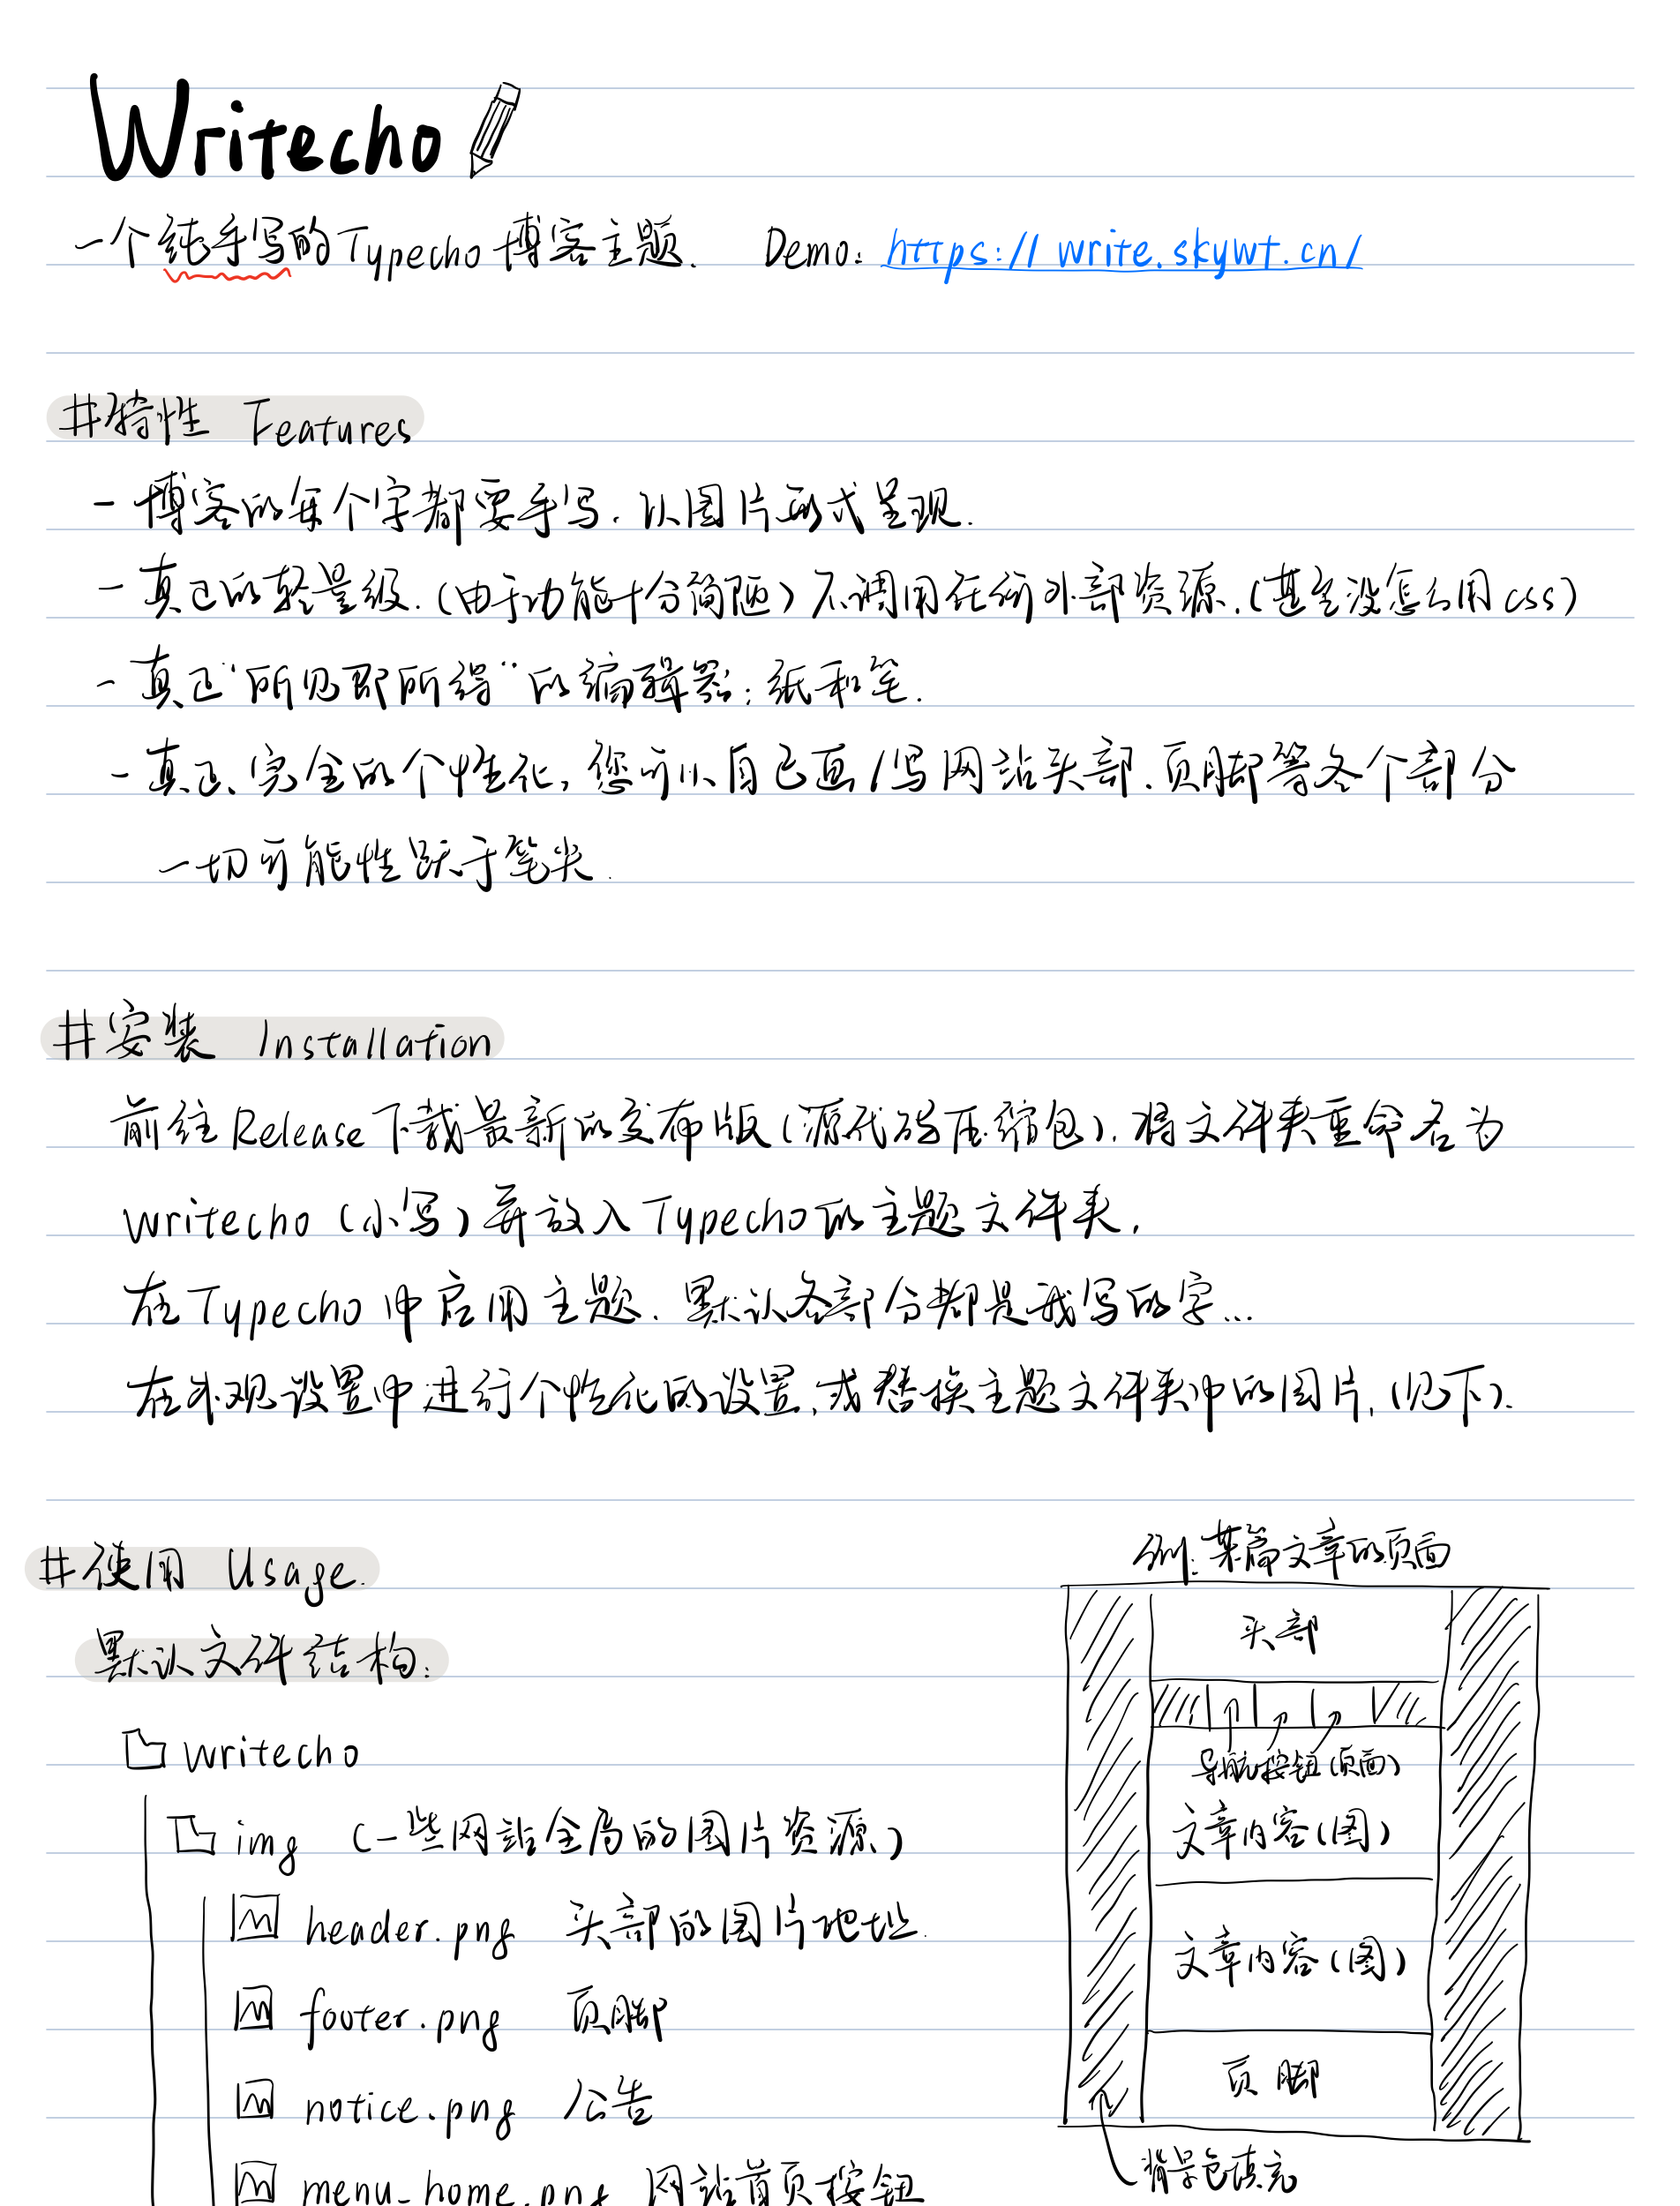 Writecho
一个纯手写的Typecho博客主题. Demo: https://write.skywt.cn/
#特性 Features
- 博客的每个字都要手写. 以图片形式呈现.
- 真正的轻量级. (由于功能十分简陋) 不调用任何外部资源. (甚至没怎么用css)
- 真正"所见即所得"的编辑器: 纸和笔.
- 真正、完全的个性化, 您可以自己画/写网站头部、页脚等各个部分
一切可能性跃于笔尖.
#安装 Installation
前往Release下载最新的发布版(源代码压缩包). 将文件夹重命名为
writecho (小写) 并放入Typecho的主题文件夹.
在Typecho中启用主题. 默认各部分都是我写的字...
在外观设置中进行个性化的设置, 或替换主题文件夹中的图片. (见下).
#使用 Usage.
默认文件结构:
writecho
img (一些网站全局的图片资源)
header.png 头部的图片地址.
footer.png 页脚
notice.png 公告
menu-home.png 网站首页按钮
例: 某篇文章的页面
头部
导航按钮(页面)
文章内容(图)
文章内容(图)
页脚
背景色填充